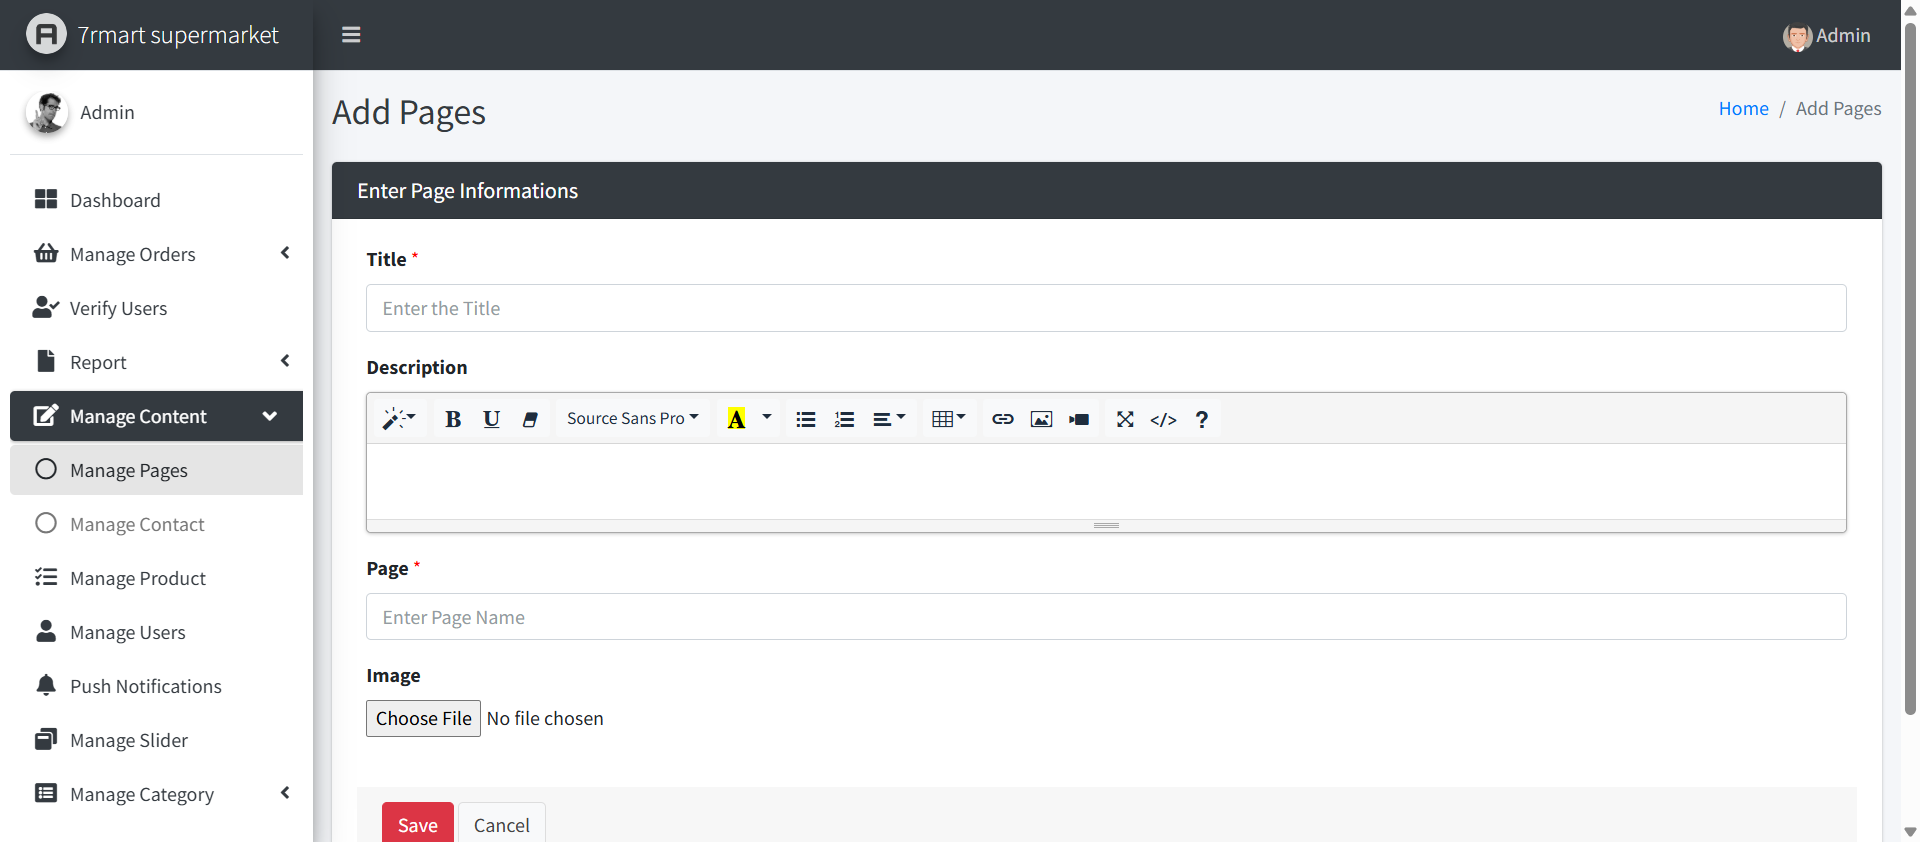 7rmart supermarket
Admin
Admin
Add Pages
Home / Add Pages
Dashboard
Manage Orders
Verify Users
Report
Manage Content
Manage Pages
Manage Contact
Manage Product
Manage Users
Push Notifications
Manage Slider
Manage Category
Enter Page Informations
Title *
Enter the Title
Description
B U Source Sans Pro A </> ?
Page *
Enter Page Name
Image
Choose File No file chosen
Save Cancel